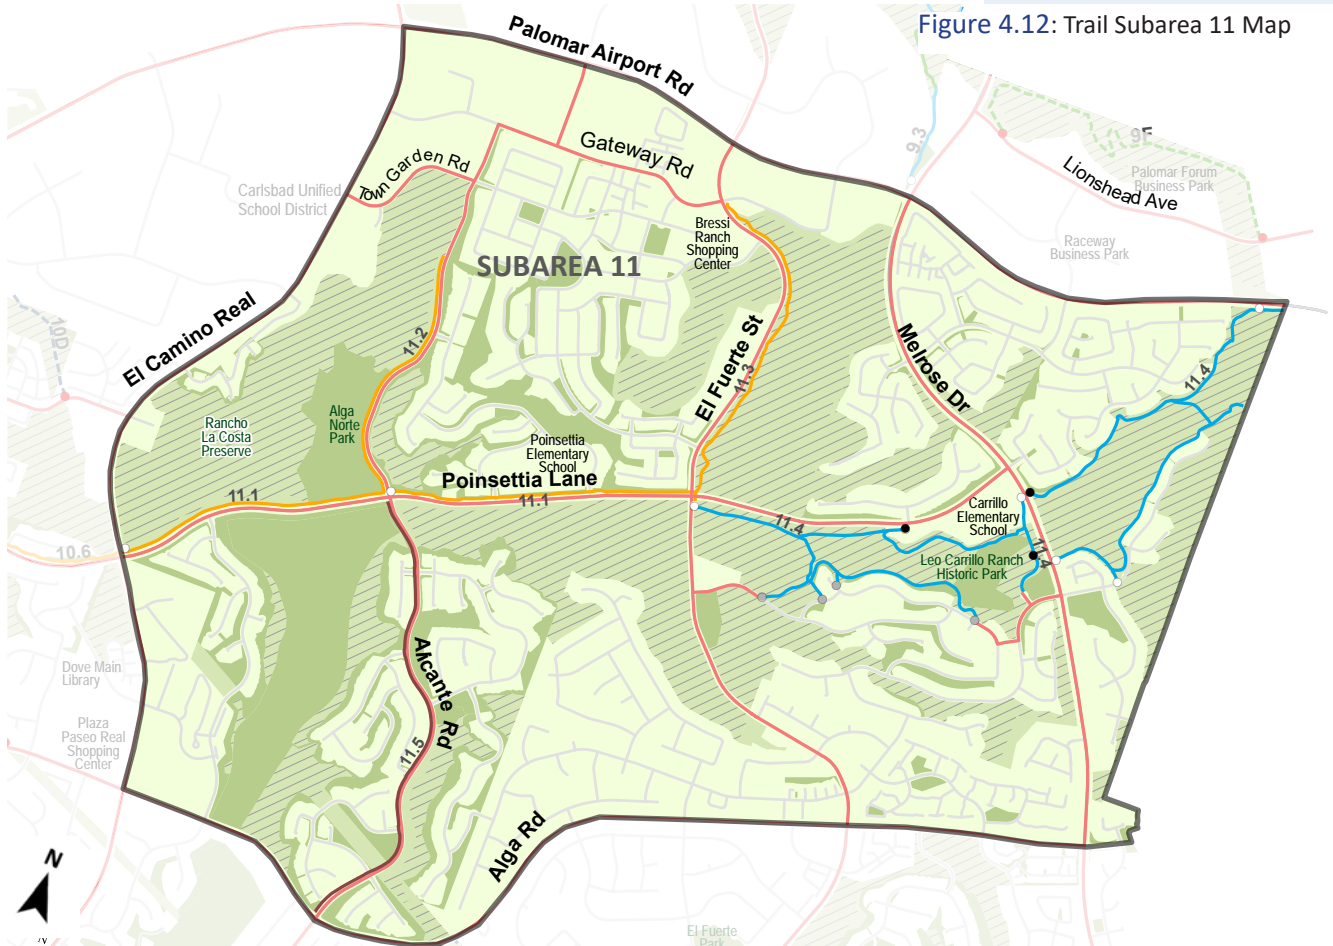 Figure 4.12: Trail Subarea 11 Map
Palomar Airport Rd
Gateway Rd
Town Garden Rd
9.3
Lionshead Ave
Palomar Forum
Business Park
Raceway
Business Park
Carlsbad Unified
School District
Bressi
Ranch
Shopping
Center
SUBAREA 11
El Camino Real
10D
11.2
El Fuerte St
11.3
Melrose Dr
11.4
Rancho
La Costa
Preserve
Alga
Norte
Park
Poinsettia
Elementary
School
Poinsettia Lane
11.1
11.1
11.4
Carrillo
Elementary
School
10.6
Leo Carrillo Ranch
Historic Park
11.4
Dove Main
Library
Alicante Rd
Plaza
Paseo Real
Shopping
Center
11.5
Alga Rd
N
El Fuerte
Park